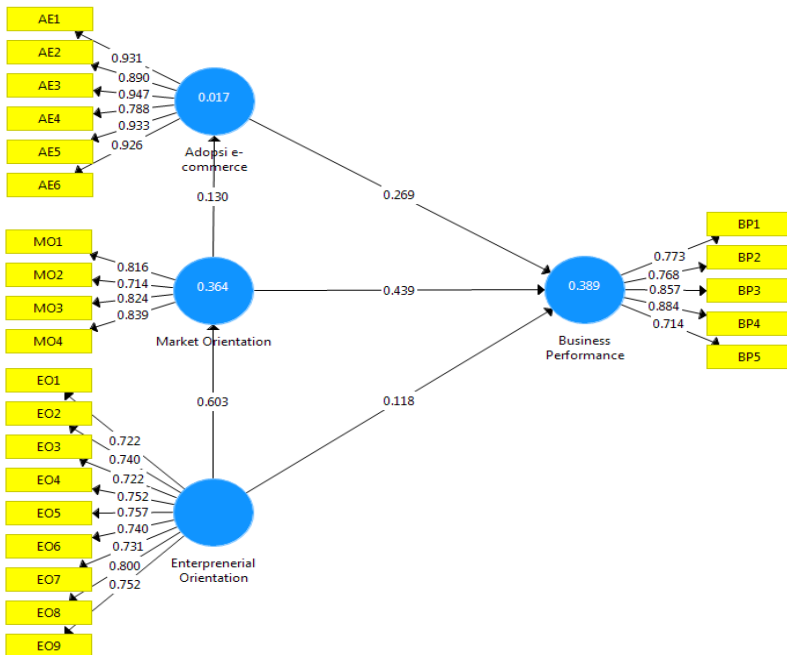 AE1
AE2
AE3
AE4
AE5
AE6
0.931
0.890
0.947
0.788
0.933
0.926
0.017
Adopsi e-
commerce
0.130
0.269
MO1
MO2
MO3
MO4
0.816
0.714
0.824
0.839
0.364
Market Orientation
0.439
0.603
0.118
EO1
EO2
EO3
EO4
EO5
EO6
EO7
EO8
EO9
0.722
0.740
0.722
0.752
0.757
0.740
0.731
0.800
0.752
Enterprenerial
Orientation
0.389
Business
Performance
0.773
0.768
0.857
0.884
0.714
BP1
BP2
BP3
BP4
BP5